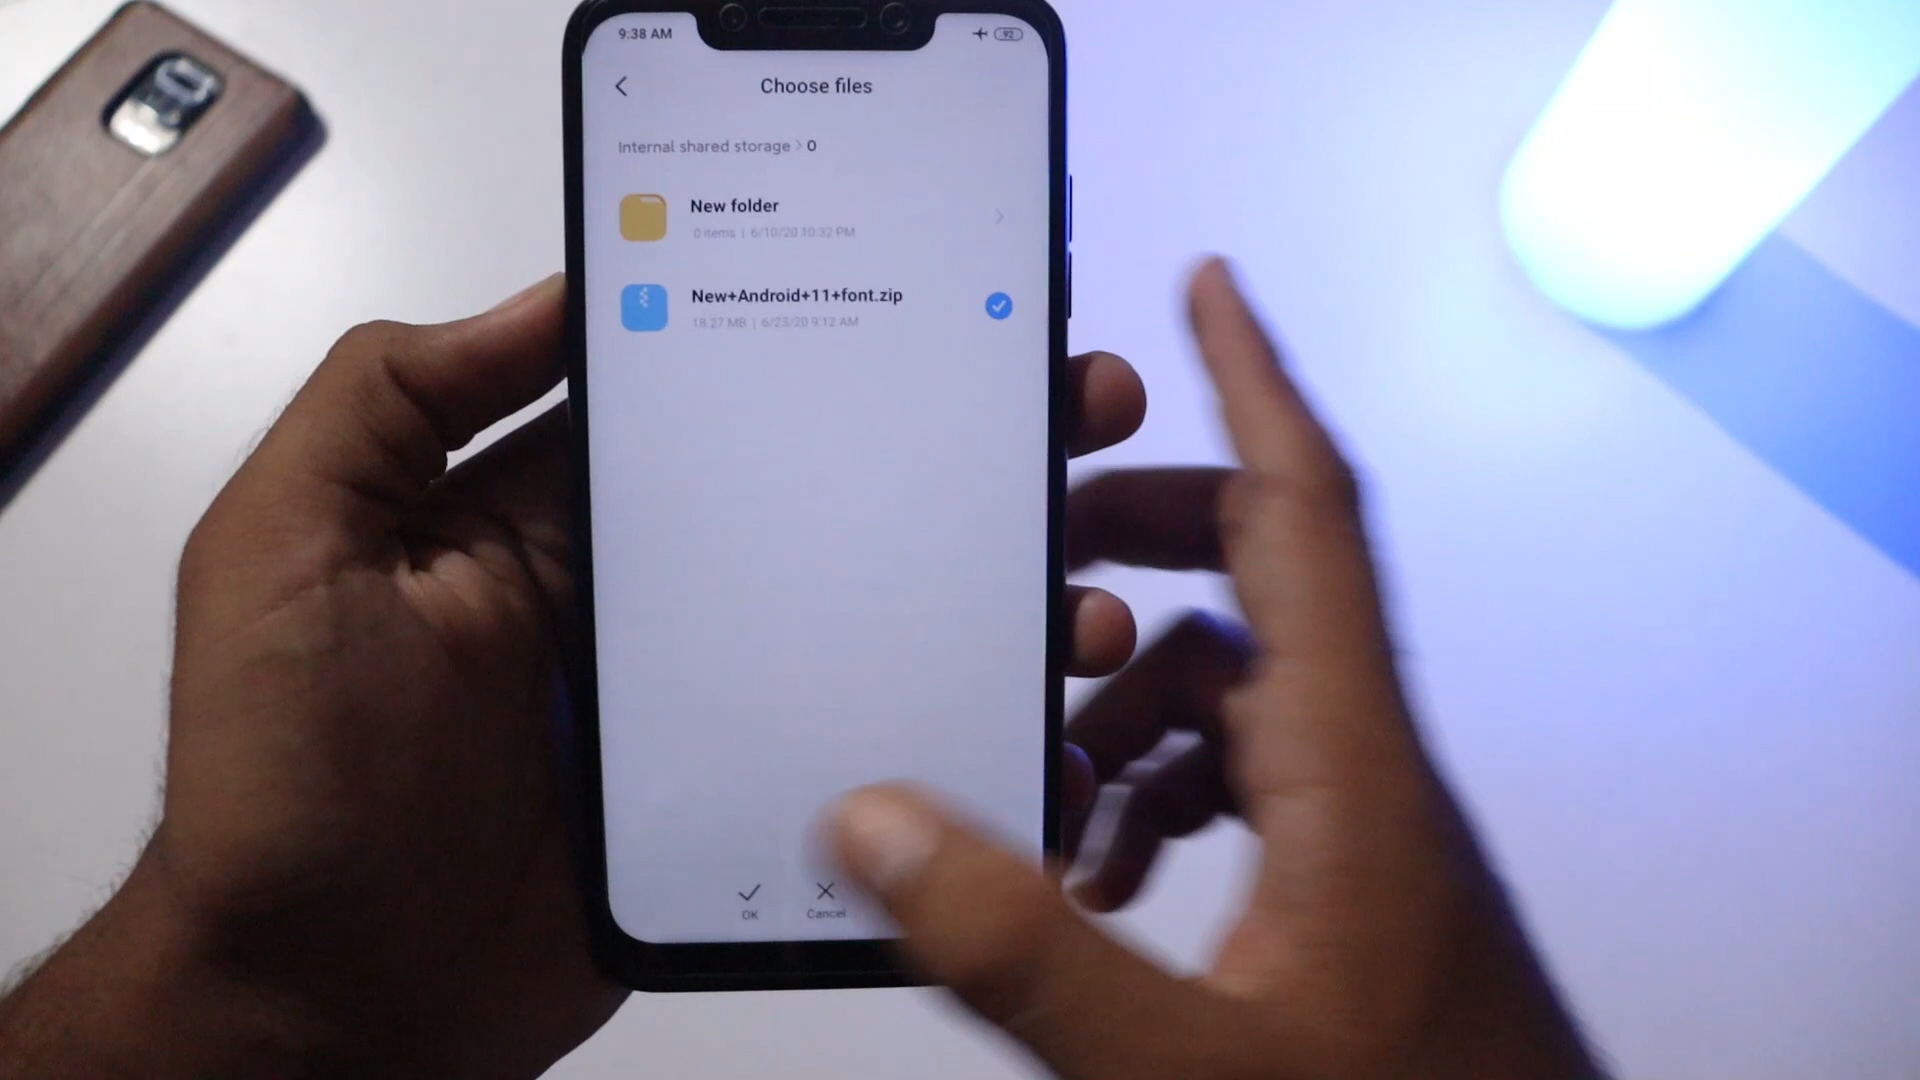 9:38 AM
92
Choose files
Internal shared storage > 0
New folder
0 items | 6/10/20 10:32 PM
New+Android+11+font.zip
18.27 MB | 6/23/20 9:12 AM
OK
Cancel